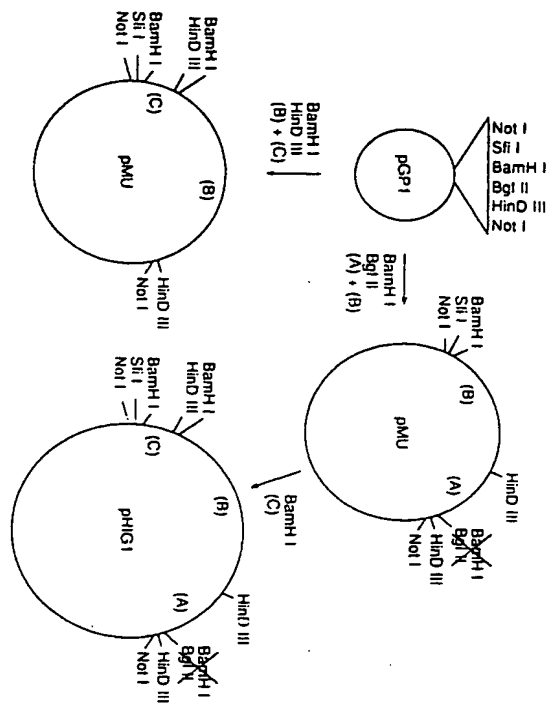 Not I
Sfi I
BamH I
Bgl II
HinD III
Not I
pGP1
BamH I
HinD III
(B) + (C)
BamH I
Bgl II
(A) + (B)
BamH I
HinD III
BamH I
Sfi I
Not I
(C)
(B)
pMU
HinD III
Not I
BamH I
Sfi I
Not I
(B)
pMU
(A)
HinD III
BamH I
Bgl II
HinD III
Not I
BamH I
(C)
BamH I
HinD III
BamH I
Sfi I
Not I
(C)
(B)
pHIG1
(A)
HinD III
BamH I
Bgl II
HinD III
Not I